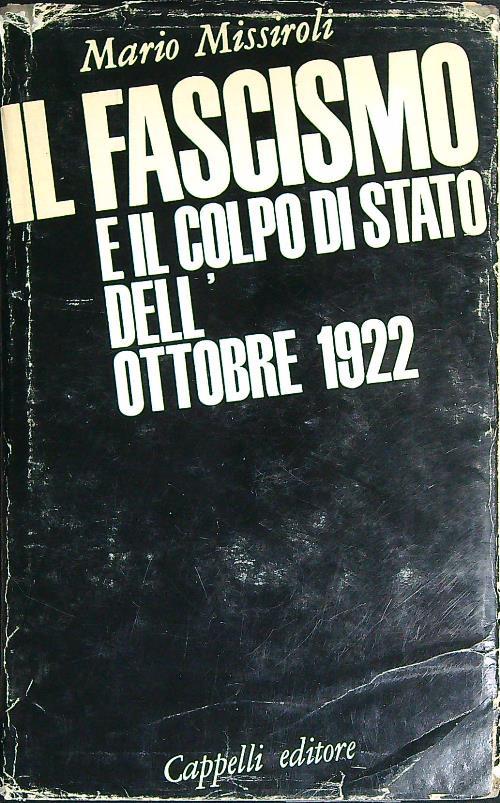 Mario Missiroli
IL FASCISMO
E IL COLPO DI STATO
DELL'
OTTOBRE 1922
Cappelli editore